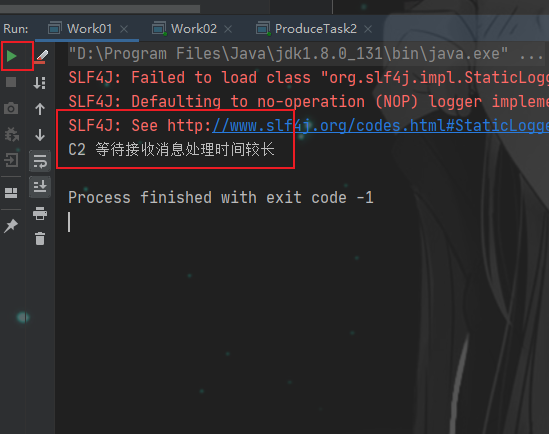 Run: Work01 × Work02 × ProduceTask2 ×
"D:\Program Files\Java\jdk1.8.0_131\bin\java.exe" ...
SLF4J: Failed to load class "org.slf4j.impl.StaticLogg
SLF4J: Defaulting to no-operation (NOP) logger impleme
SLF4J: See http://www.slf4j.org/codes.html#StaticLogge
C2 等待接收消息处理时间较长
Process finished with exit code -1